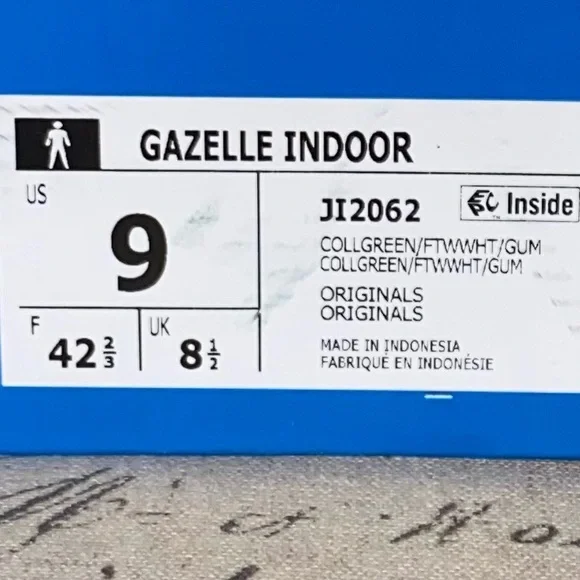 GAZELLE INDOOR
US
9
F
42 2/3
UK
8 1/2
JI2062
Inside
COLLGREEN/FTWWHT/GUM
COLLGREEN/FTWWHT/GUM
ORIGINALS
ORIGINALS
MADE IN INDONESIA
FABRIQUÉ EN INDONÉSIE